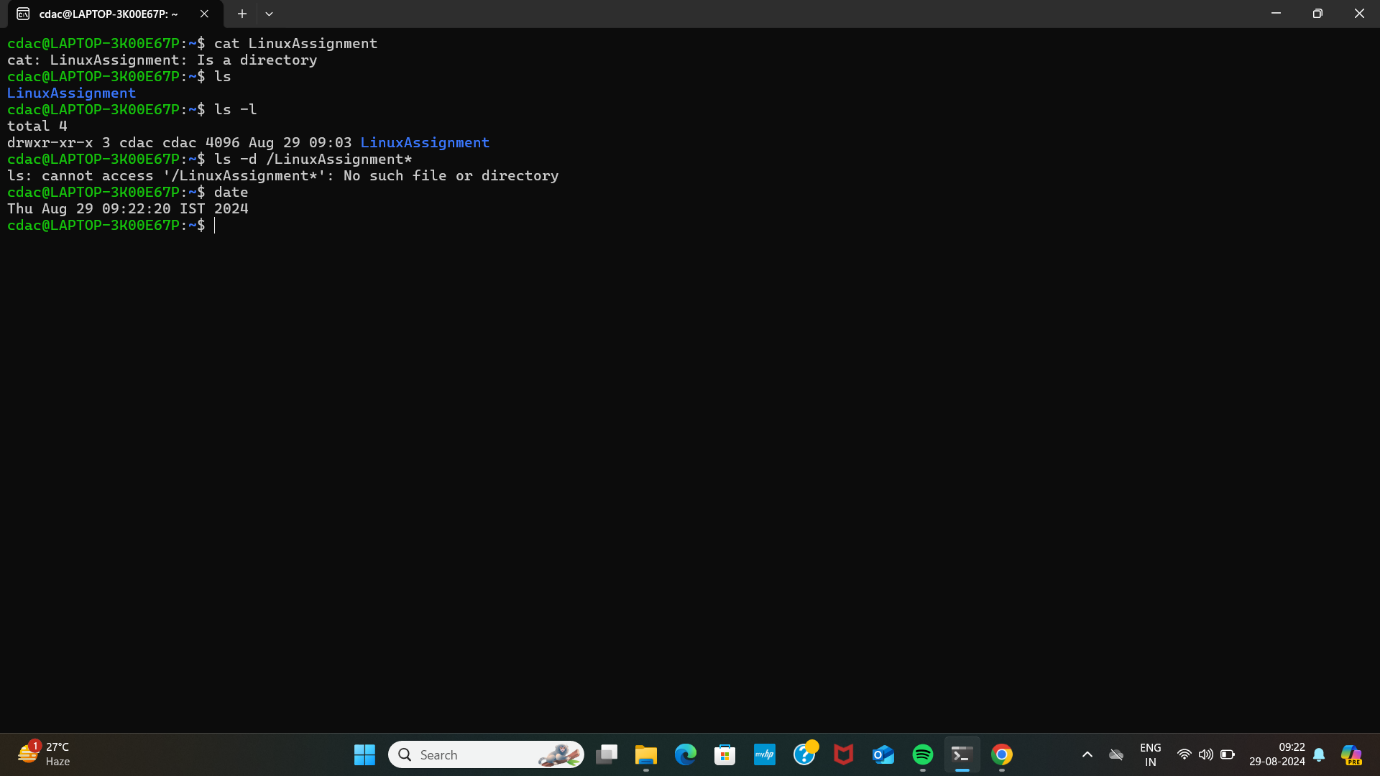 cdac@LAPTOP-3K00E67P: ~
cdac@LAPTOP-3K00E67P:~$ cat LinuxAssignment
cat: LinuxAssignment: Is a directory
cdac@LAPTOP-3K00E67P:~$ ls
LinuxAssignment
cdac@LAPTOP-3K00E67P:~$ ls -l
total 4
drwxr-xr-x 3 cdac cdac 4096 Aug 29 09:03 LinuxAssignment
cdac@LAPTOP-3K00E67P:~$ ls -d /LinuxAssignment*
ls: cannot access '/LinuxAssignment*': No such file or directory
cdac@LAPTOP-3K00E67P:~$ date
Thu Aug 29 09:22:20 IST 2024
cdac@LAPTOP-3K00E67P:~$
1
27°C
Haze
Search
myhp
ENG
IN
09:22
29-08-2024
PRE